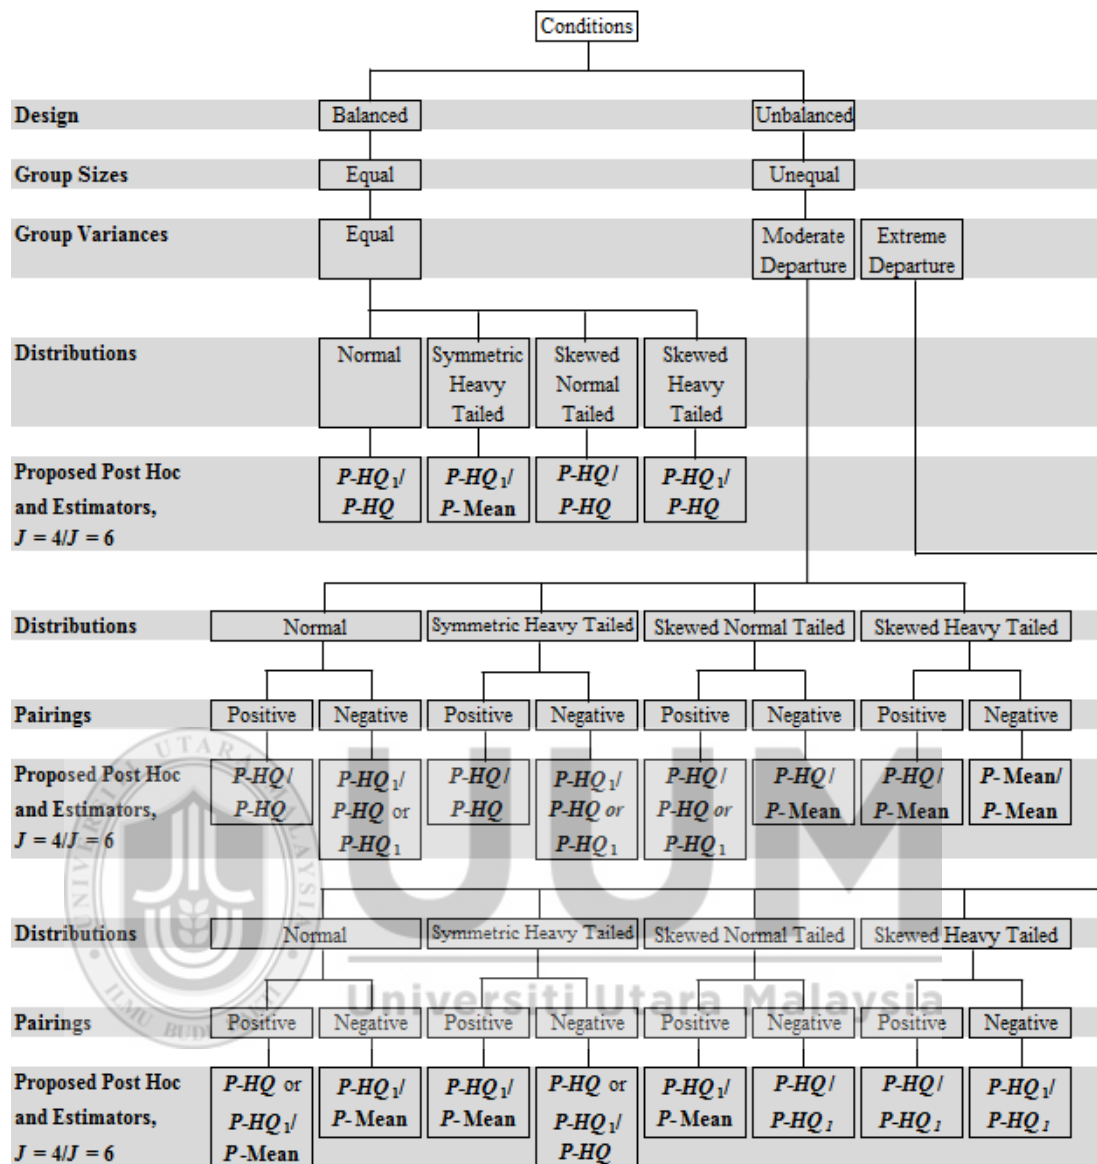 Conditions
Design Balanced Unbalanced
Group Sizes Equal Unequal
Group Variances Equal Moderate Extreme
Departure Departure
Distributions Normal Symmetric Skewed Skewed
Heavy Normal Heavy
Tailed Tailed Tailed
Proposed Post Hoc P-HQ1/ P-HQ1/ P-HQ/ P-HQ1/
and Estimators, P-HQ P-Mean P-HQ P-HQ
J = 4/J = 6
Distributions Normal Symmetric Heavy Tailed Skewed Normal Tailed Skewed Heavy Tailed
Pairings Positive Negative Positive Negative Positive Negative Positive Negative
Proposed Post Hoc P-HQ/ P-HQ1/ P-HQ/ P-HQ1/ P-HQ/ P-HQ/ P-HQ/ P-Mean/
and Estimators, P-HQ P-HQ or P-HQ P-HQ or P-HQ or P-Mean P-Mean P-Mean
J = 4/J = 6 P-HQ1 P-HQ1 P-HQ1
UNIVERSITI UTARA MALAYSIA
ILMU BUDI BAKTI
UUM
Distributions Normal Symmetric Heavy Tailed Skewed Normal Tailed Skewed Heavy Tailed
Universiti Utara Malaysia
Pairings Positive Negative Positive Negative Positive Negative Positive Negative
Proposed Post Hoc P-HQ or P-HQ1/ P-HQ1/ P-HQ or P-HQ1/ P-HQ/ P-HQ/ P-HQ1/
and Estimators, P-HQ1/ P-Mean P-Mean P-HQ1/ P-Mean P-HQ1 P-HQ1 P-HQ1
J = 4/J = 6 P-Mean P-HQ